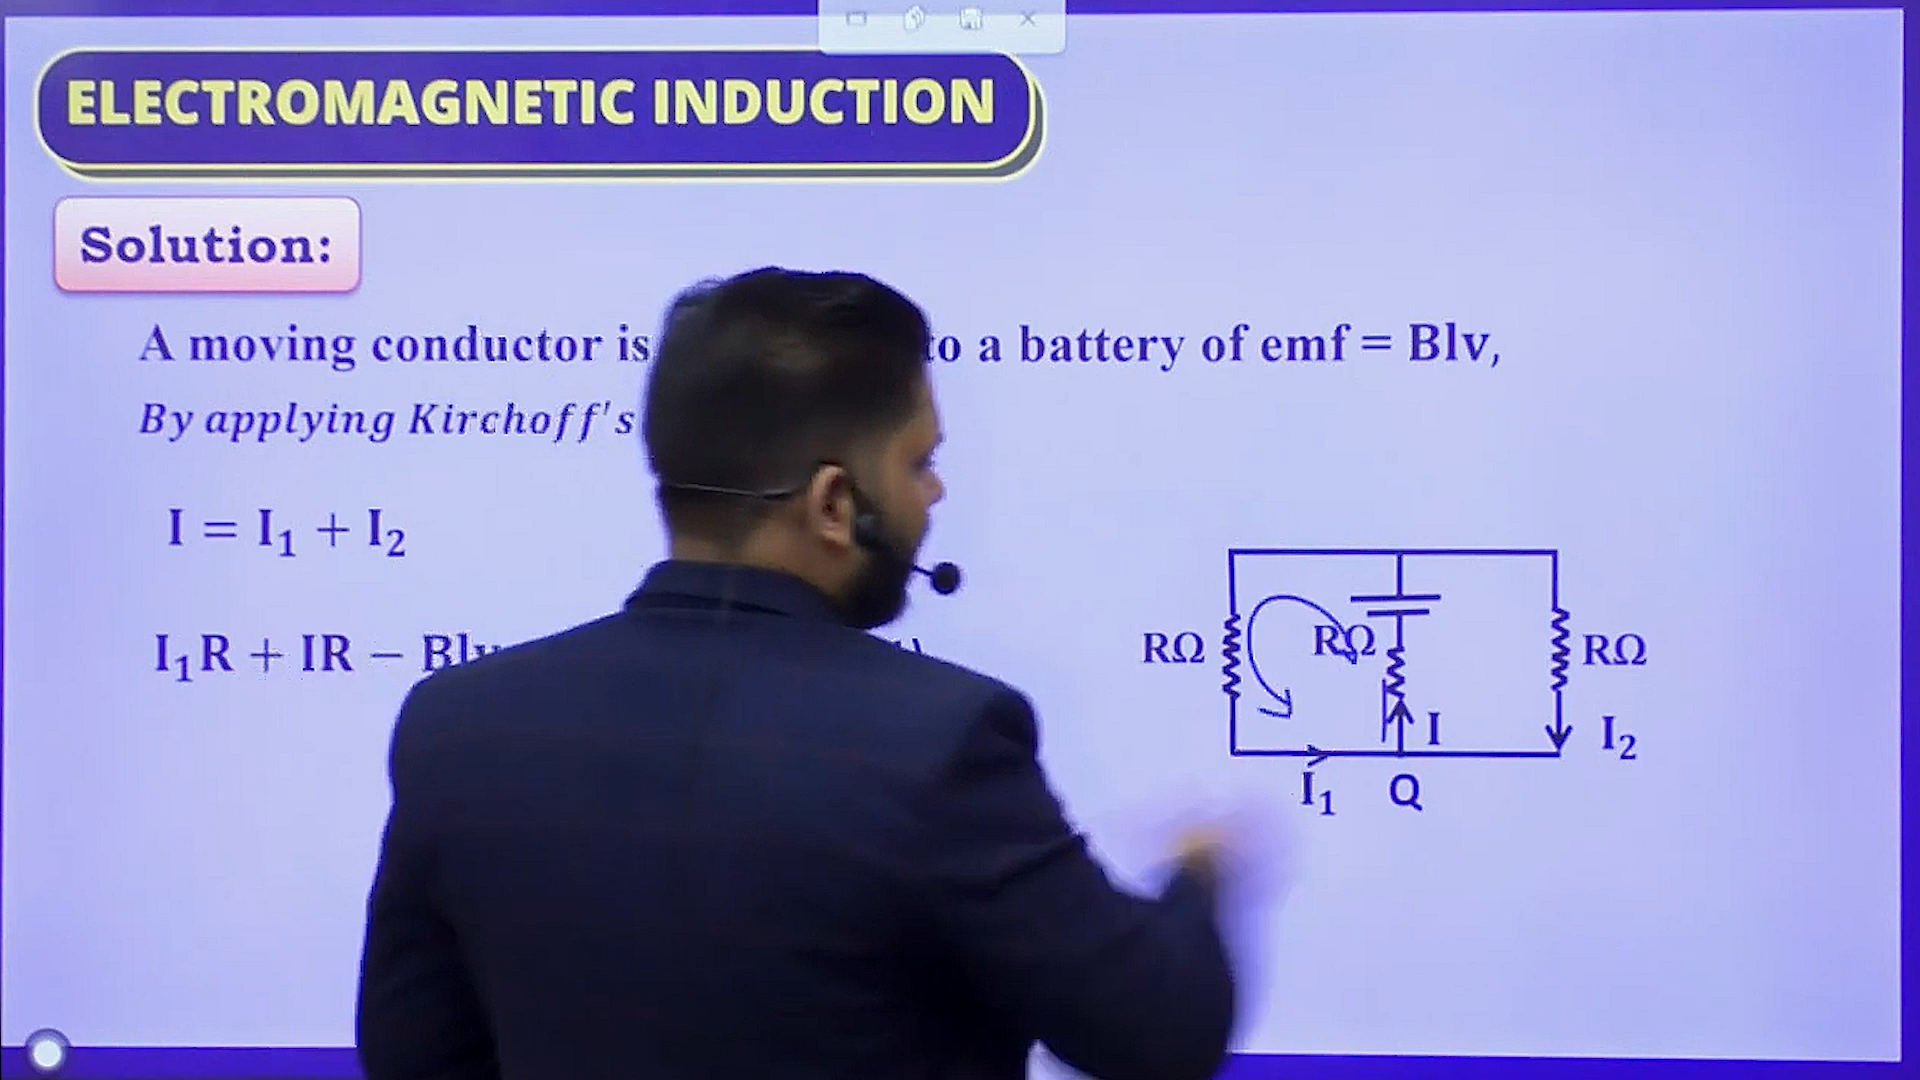 ELECTROMAGNETIC INDUCTION
Solution:
A moving conductor is to a battery of emf = Blv,
By applying Kirchoff's
I = I₁ + I₂
I₁R + IR − Blv
RΩ
RΩ
RΩ
I
I₂
I₁
Q